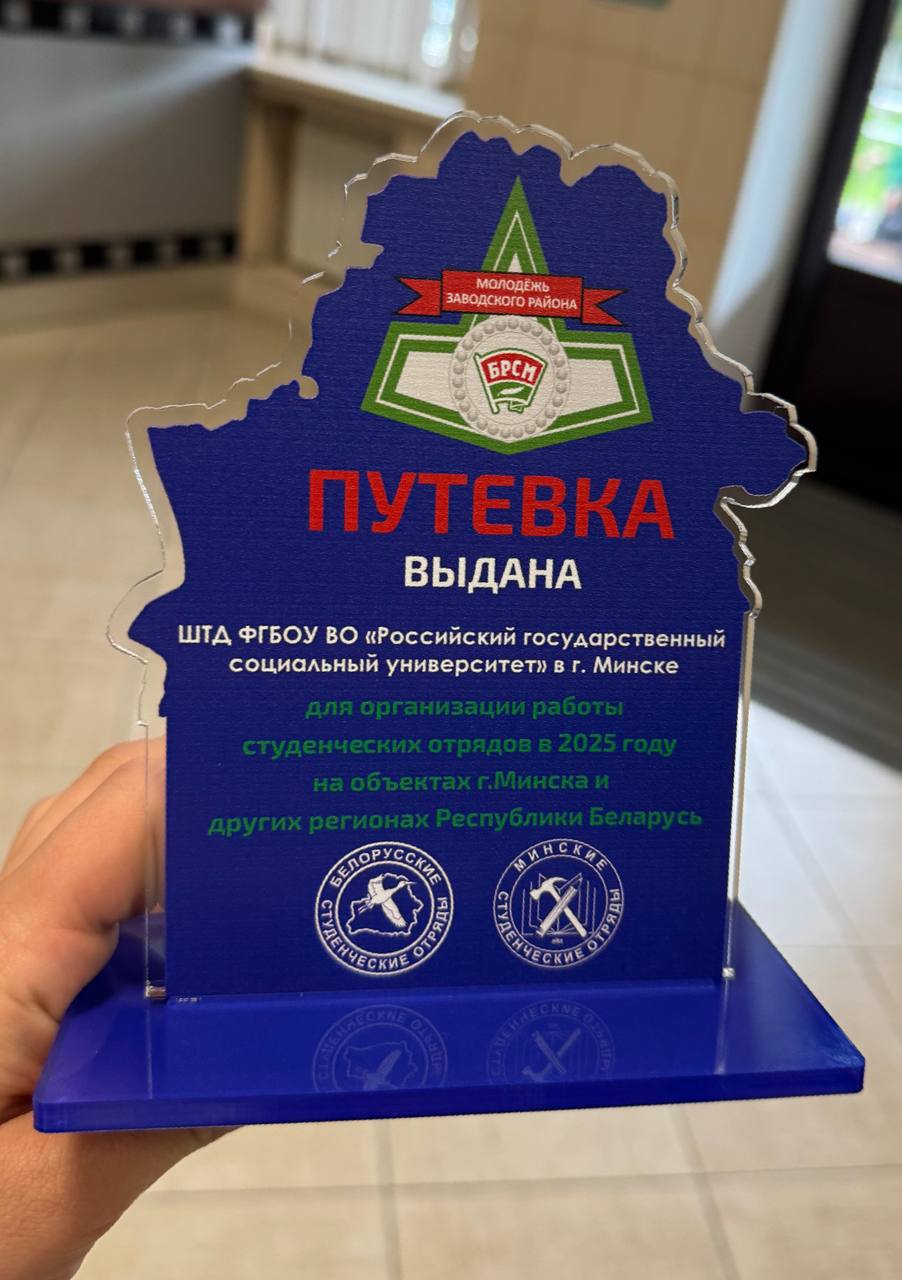 МОЛОДЁЖЬ
ЗАВОДСКОГО РАЙОНА
БРСМ
ПУТЕВКА
ВЫДАНА
ШТД ФГБОУ ВО «Российский государственный
социальный университет» в г. Минске
для организации работы
студенческих отрядов в 2025 году
на объектах г.Минска и
других регионах Республики Беларусь
БЕЛОРУССКИЕ
СТУДЕНЧЕСКИЕ ОТРЯДЫ
МИНСКИЕ
СТУДЕНЧЕСКИЕ ОТРЯДЫ